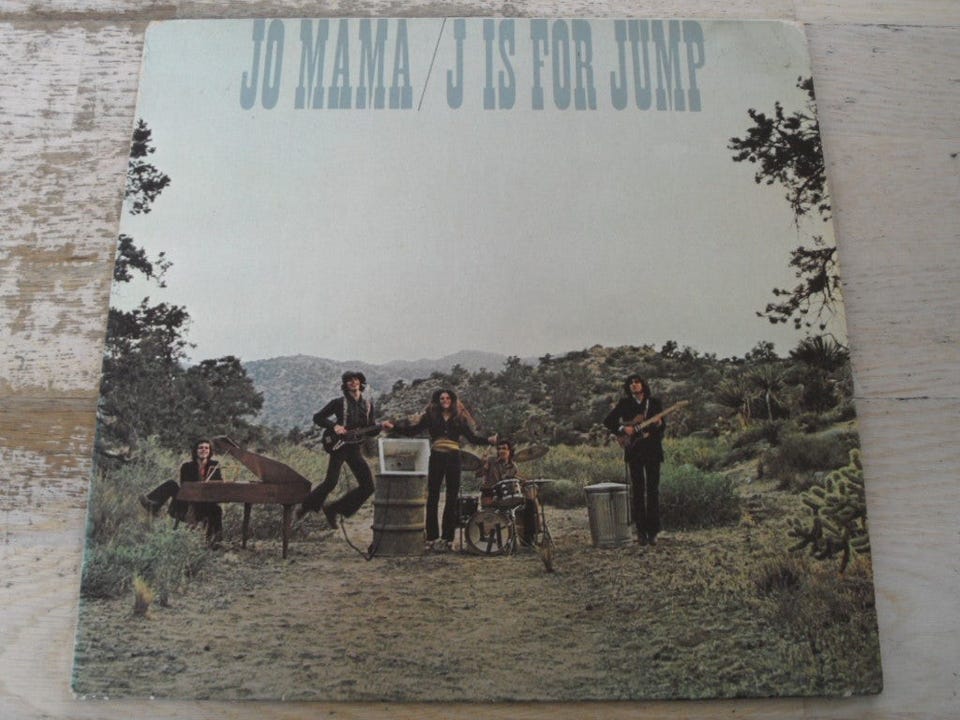 JO MAMA / J IS FOR JUMP